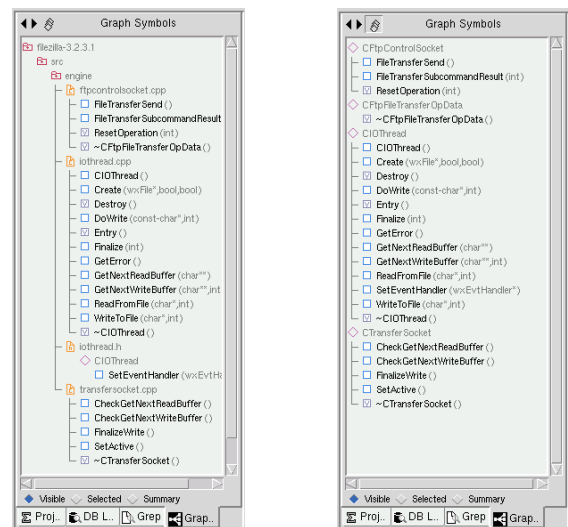 Graph Symbols
filezilla-3.2.3.1
src
engine
ftpcontrolsocket.cpp
FileTransferSend ()
FileTransferSubcommandResult
ResetOperation (int)
~CFtpFileTransferOpData ()
iothread.cpp
CIOThread ()
Create (wxFile*,bool,bool)
Destroy ()
DoWrite (const-char*,int)
Entry ()
Finalize (int)
GetError ()
GetNextReadBuffer (char**)
GetNextWriteBuffer (char**,int
ReadFromFile (char*,int)
WriteToFile (char*,int)
~CIOThread ()
iothread.h
CIOThread
SetEventHandler (wxEvtHa
transfersocket.cpp
CheckGetNextReadBuffer ()
CheckGetNextWriteBuffer ()
FinalizeWrite ()
SetActive ()
~CTransferSocket ()
Visible Selected Summary
Proj.. DB L.. Grep Grap..
Graph Symbols
CFtpControlSocket
FileTransferSend ()
FileTransferSubcommandResult (int)
ResetOperation (int)
CFtpFileTransferOpData
~CFtpFileTransferOpData ()
CIOThread
CIOThread ()
Create (wxFile*,bool,bool)
Destroy ()
DoWrite (const-char*,int)
Entry ()
Finalize (int)
GetError ()
GetNextReadBuffer (char**)
GetNextWriteBuffer (char**,int)
ReadFromFile (char*,int)
SetEventHandler (wxEvtHandler*)
WriteToFile (char*,int)
~CIOThread ()
CTransferSocket
CheckGetNextReadBuffer ()
CheckGetNextWriteBuffer ()
FinalizeWrite ()
SetActive ()
~CTransferSocket ()
Visible Selected Summary
Proj.. DB L.. Grep Grap..